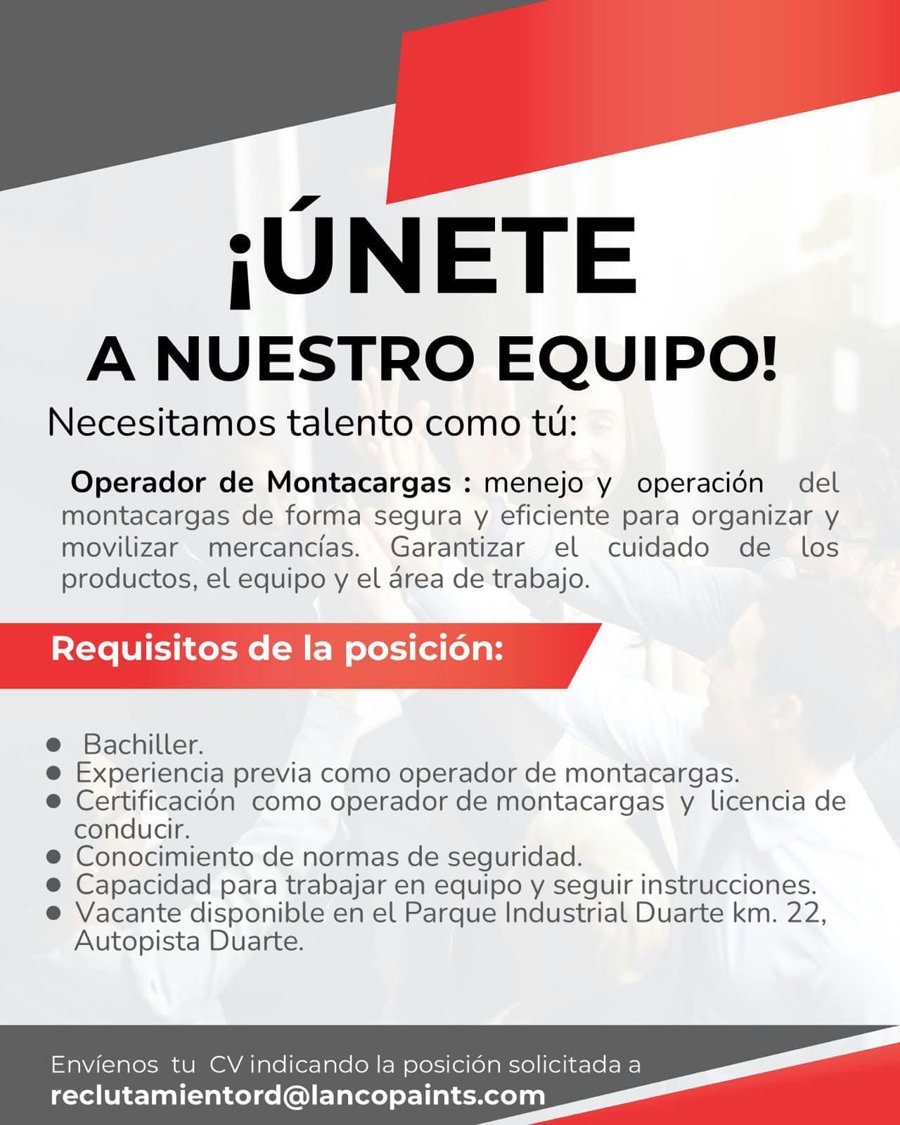 ¡ÚNETE
A NUESTRO EQUIPO!
Necesitamos talento como tú:
Operador de Montacargas : menejo y operación del
montacargas de forma segura y eficiente para organizar y
movilizar mercancías. Garantizar el cuidado de los
productos, el equipo y el área de trabajo.
Requisitos de la posición:
● Bachiller.
● Experiencia previa como operador de montacargas.
● Certificación como operador de montacargas y licencia de
conducir.
● Conocimiento de normas de seguridad.
● Capacidad para trabajar en equipo y seguir instrucciones.
● Vacante disponible en el Parque Industrial Duarte km. 22,
Autopista Duarte.
Envíenos tu CV indicando la posición solicitada a
reclutamientord@lancopaints.com